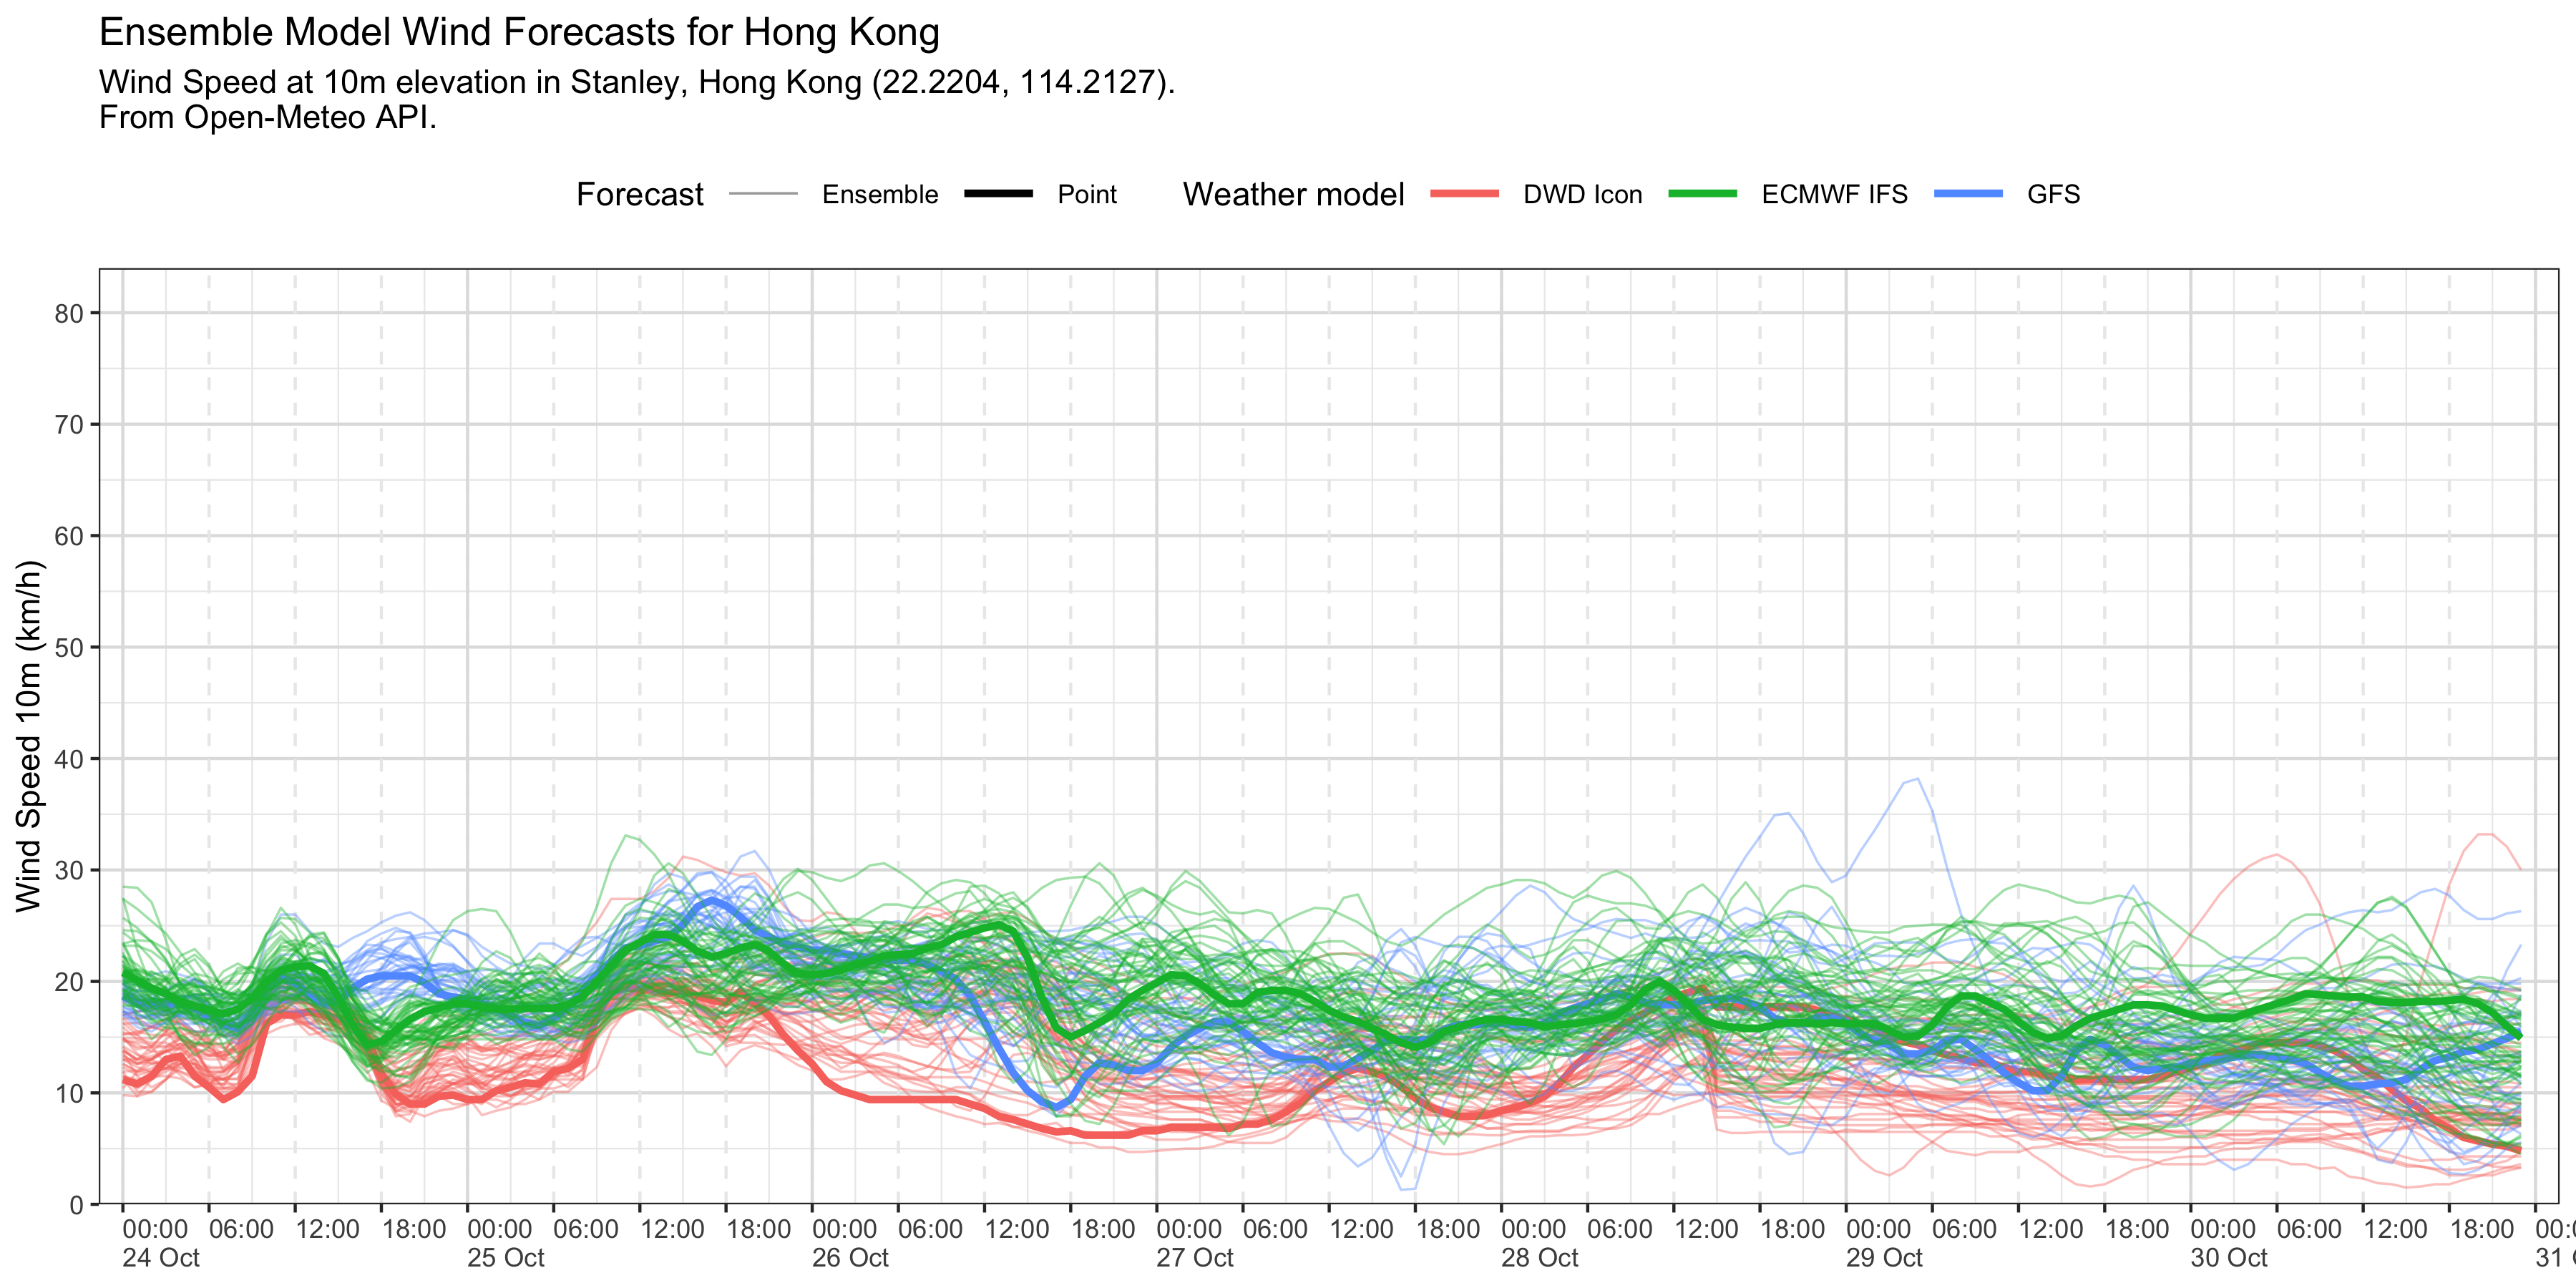 Ensemble Model Wind Forecasts for Hong Kong
Wind Speed at 10m elevation in Stanley, Hong Kong (22.2204, 114.2127).
From Open-Meteo API.
Forecast Ensemble Point Weather model DWD Icon ECMWF IFS GFS
Wind Speed 10m (km/h)
80
70
60
50
40
30
20
10
0
00:00 06:00 12:00 18:00 00:00 06:00 12:00 18:00 00:00 06:00 12:00 18:00 00:00 06:00 12:00 18:00 00:00 06:00 12:00 18:00 00:00 06:00 12:00 18:00 00:00 06:00 12:00 18:00
24 Oct 25 Oct 26 Oct 27 Oct 28 Oct 29 Oct 30 Oct 31